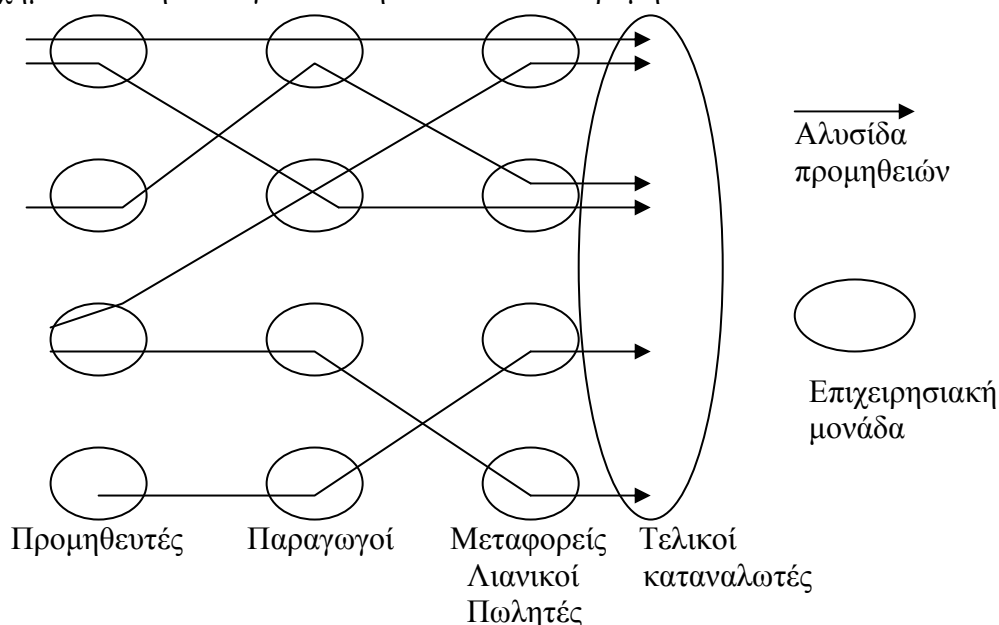 Αλυσίδα
προμηθειών
Επιχειρησιακή
μονάδα
Προμηθευτές
Παραγωγοί
Μεταφορείς
Λιανικοί
Πωλητές
Τελικοί
καταναλωτές